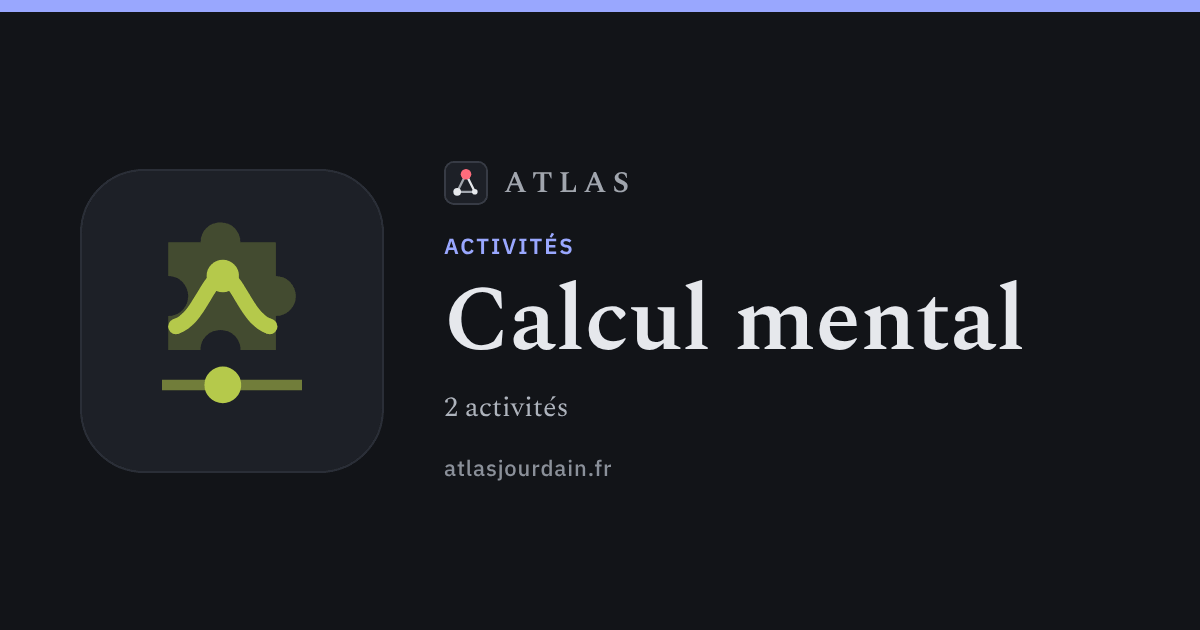 ATLAS
ACTIVITÉS
Calcul mental
2 activités
atlasjourdain.fr